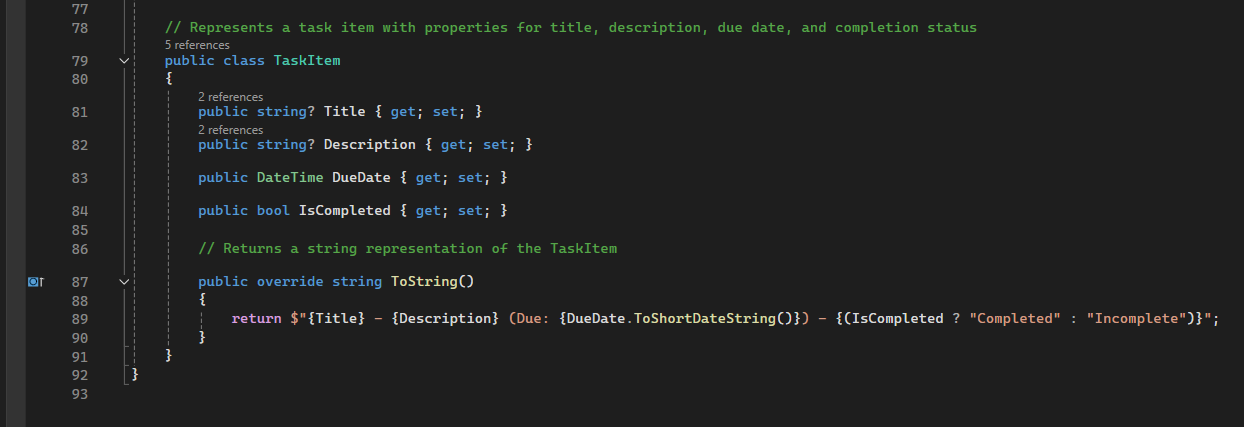 77
78 // Represents a task item with properties for title, description, due date, and completion status
5 references
79 public class TaskItem
80 {
2 references
81 public string? Title { get; set; }
2 references
82 public string? Description { get; set; }
83 public DateTime DueDate { get; set; }
84 public bool IsCompleted { get; set; }
85
86 // Returns a string representation of the TaskItem
87 public override string ToString()
88 {
89 return $"{Title} - {Description} (Due: {DueDate.ToShortDateString()}) - {(IsCompleted ? "Completed" : "Incomplete")}";
90 }
91 }
92 }
93